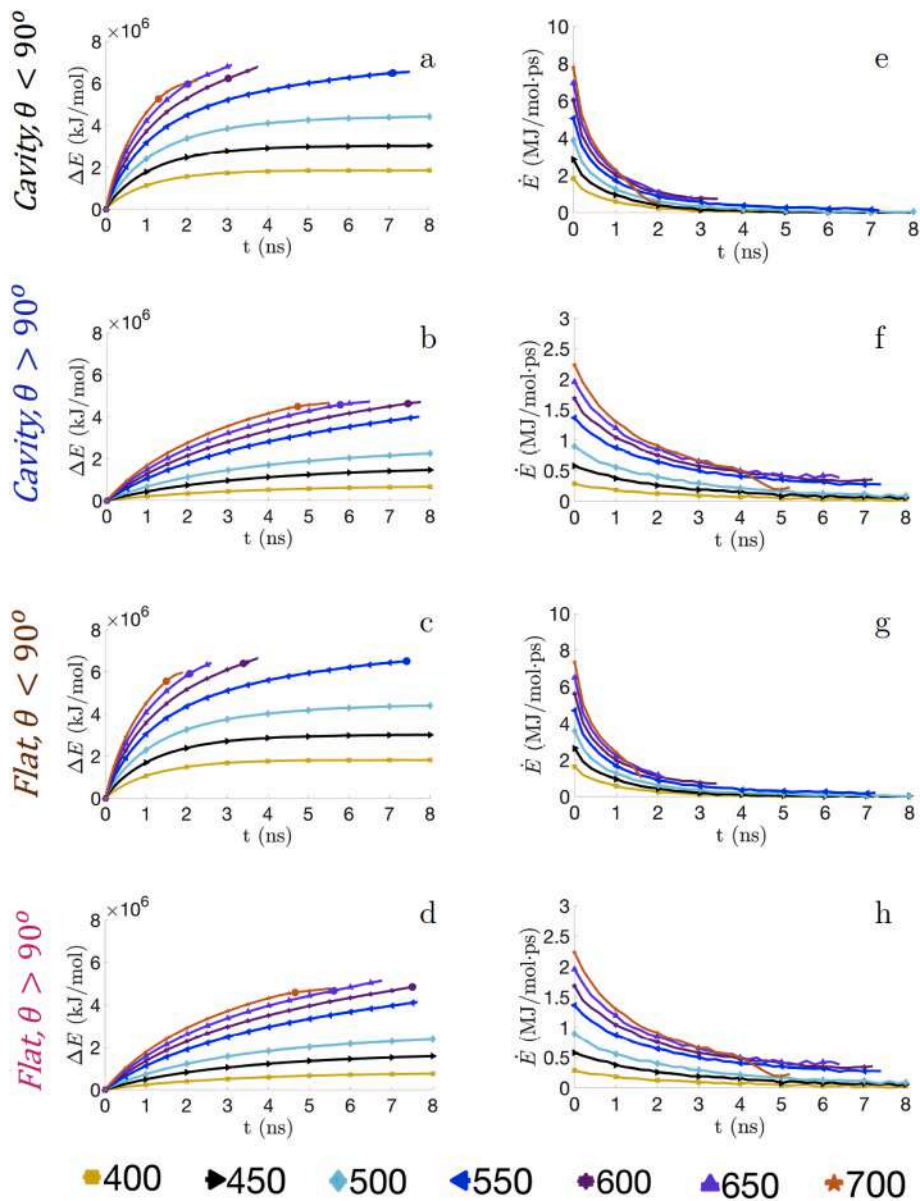 Cavity, θ < 90°
×10⁶
8
6
4
2
0
ΔE (kJ/mol)
a
0 1 2 3 4 5 6 7 8
t (ns)
10
8
6
4
2
0
Ė (MJ/mol·ps)
e
0 1 2 3 4 5 6 7 8
t (ns)
Cavity, θ > 90°
×10⁶
8
6
4
2
0
ΔE (kJ/mol)
b
0 1 2 3 4 5 6 7 8
t (ns)
3
2.5
2
1.5
1
0.5
0
Ė (MJ/mol·ps)
f
0 1 2 3 4 5 6 7 8
t (ns)
Flat, θ < 90°
×10⁶
8
6
4
2
0
ΔE (kJ/mol)
c
0 1 2 3 4 5 6 7 8
t (ns)
10
8
6
4
2
0
Ė (MJ/mol·ps)
g
0 1 2 3 4 5 6 7 8
t (ns)
Flat, θ > 90°
×10⁶
8
6
4
2
0
ΔE (kJ/mol)
d
0 1 2 3 4 5 6 7 8
t (ns)
3
2.5
2
1.5
1
0.5
0
Ė (MJ/mol·ps)
h
0 1 2 3 4 5 6 7 8
t (ns)
400 450 500 550 600 650 700